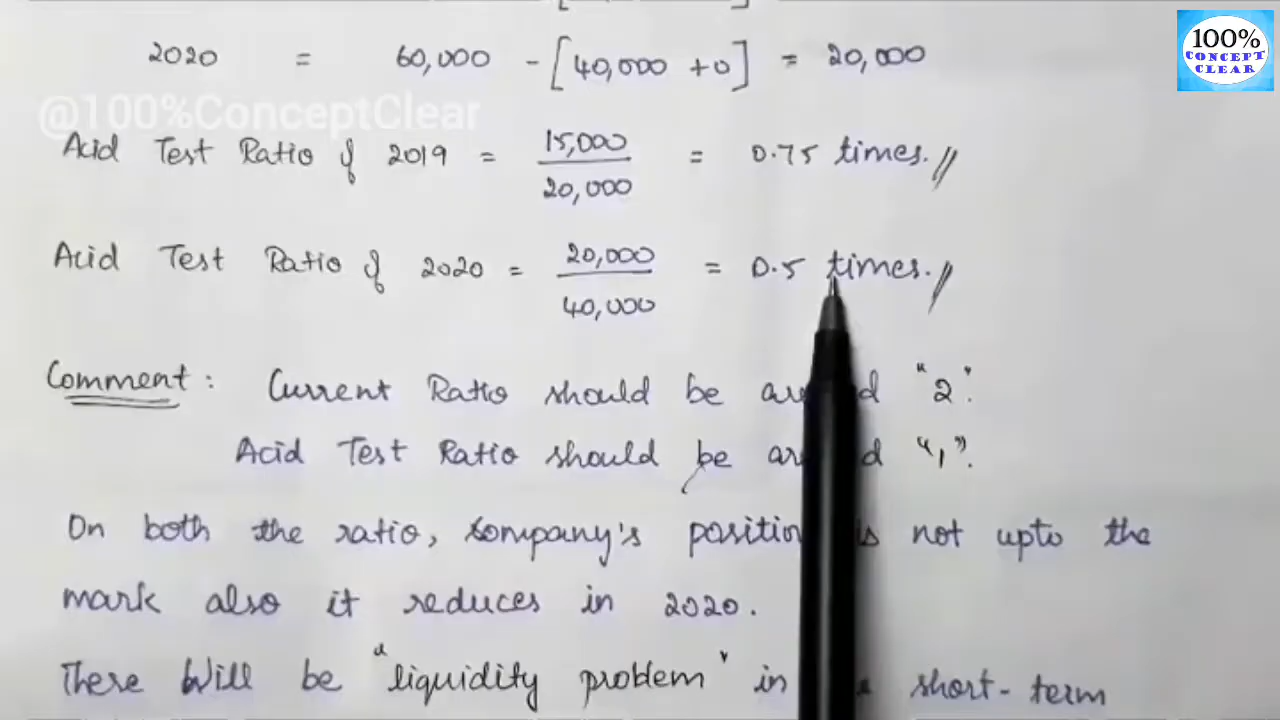 2020 = 60,000 - [40,000 + 0] = 20,000
100%
CONCEPT
CLEAR
@100%ConceptClear
Acid Test Ratio of 2019 = 15,000 / 20,000 = 0.75 times.//
Acid Test Ratio of 2020 = 20,000 / 40,000 = 0.5 times.//
Comment : Current Ratio should be "2".
Acid Test Ratio should be "1".
On both the ratio, company's position is not upto the
mark also it reduces in 2020.
There Will be "liquidity problem" in short-term